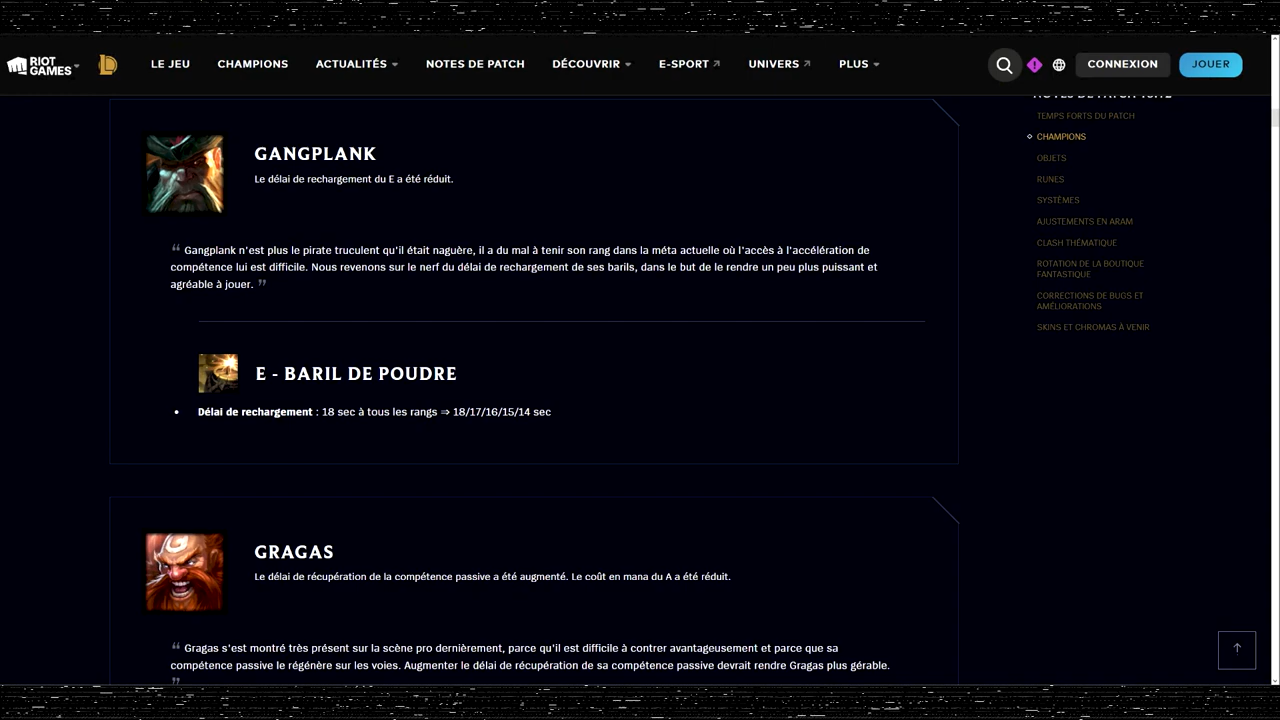 RIOT GAMES
LE JEU
CHAMPIONS
ACTUALITÉS
NOTES DE PATCH
DÉCOUVRIR
E-SPORT
UNIVERS
PLUS
CONNEXION
JOUER
GANGPLANK
Le délai de rechargement du E a été réduit.
“ Gangplank n'est plus le pirate truculent qu'il était naguère, il a du mal à tenir son rang dans la méta actuelle où l'accès à l'accélération de
compétence lui est difficile. Nous revenons sur le nerf du délai de rechargement de ses barils, dans le but de le rendre un peu plus puissant et
agréable à jouer. ”
E - BARIL DE POUDRE
• Délai de rechargement : 18 sec à tous les rangs ⇒ 18/17/16/15/14 sec
GRAGAS
Le délai de récupération de la compétence passive a été augmenté. Le coût en mana du A a été réduit.
“ Gragas s'est montré très présent sur la scène pro dernièrement, parce qu'il est difficile à contrer avantageusement et parce que sa
compétence passive le régénère sur les voies. Augmenter le délai de récupération de sa compétence passive devrait rendre Gragas plus gérable.
”
TEMPS FORTS DU PATCH
CHAMPIONS
OBJETS
RUNES
SYSTÈMES
AJUSTEMENTS EN ARAM
CLASH THÉMATIQUE
ROTATION DE LA BOUTIQUE
FANTASTIQUE
CORRECTIONS DE BUGS ET
AMÉLIORATIONS
SKINS ET CHROMAS À VENIR